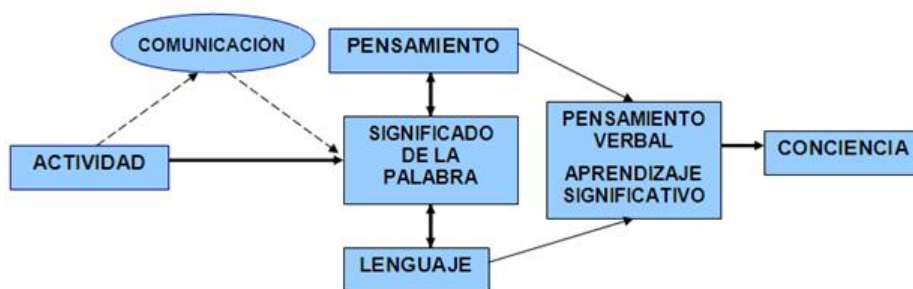 COMUNICACIÓN
PENSAMIENTO
ACTIVIDAD
SIGNIFICADO
DE LA
PALABRA
LENGUAJE
PENSAMIENTO
VERBAL
APRENDIZAJE
SIGNIFICATIVO
CONCIENCIA